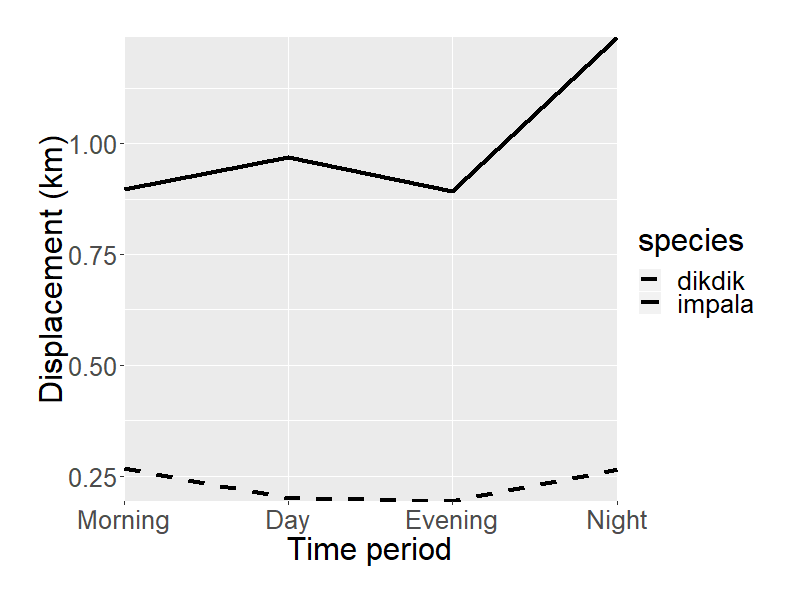 Displacement (km)
1.00
0.75
0.50
0.25
Morning Day Evening Night
Time period
species
dikdik
impala